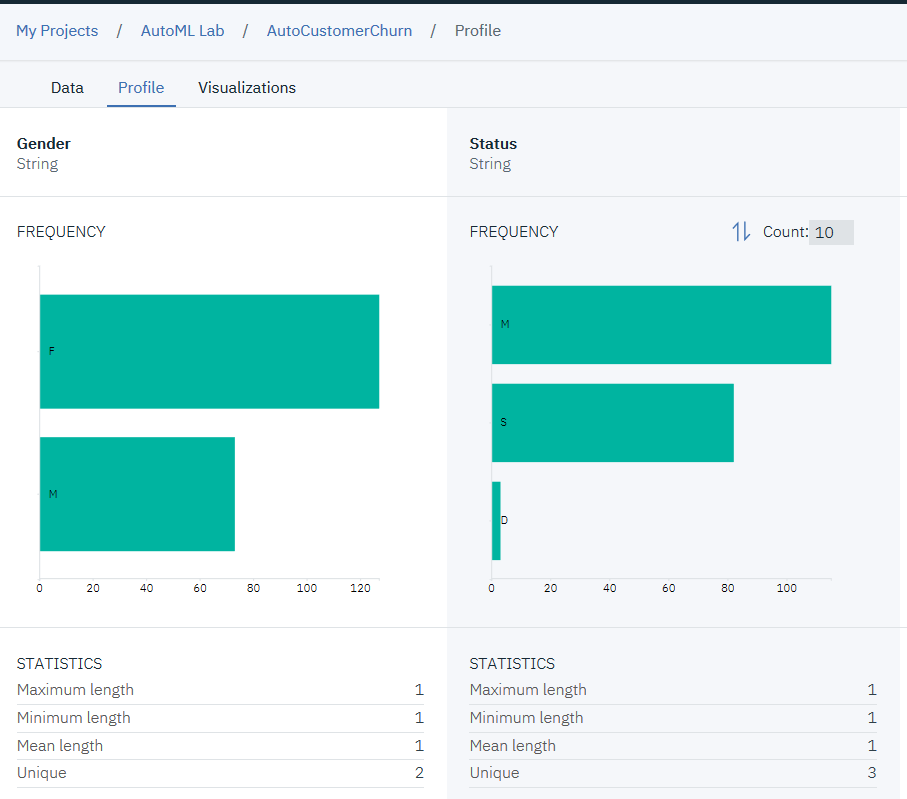 My Projects / AutoML Lab / AutoCustomerChurn / Profile
Data Profile Visualizations
Gender
String
FREQUENCY
F
M
0 20 40 60 80 100 120
STATISTICS
Maximum length 1
Minimum length 1
Mean length 1
Unique 2
Status
String
FREQUENCY Count: 10
M
S
D
0 20 40 60 80 100
STATISTICS
Maximum length 1
Minimum length 1
Mean length 1
Unique 3